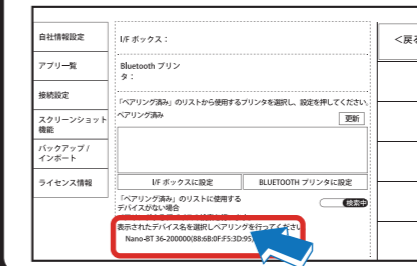 自社情報設定
アプリ一覧
接続設定
スクリーンショット
機能
バックアップ /
インポート
ライセンス情報
I/F ボックス：
Bluetooth プリン
タ：
「ペアリング済み」のリストから使用するプリンタを選択し、設定を押してください。
ペアリング済み
更新
I/F ボックスに設定
BLUETOOTH プリンタに設定
「ペアリング済み」のリストに使用する
デバイスがない場合
検索中
表示されたデバイス名を選択しペアリングを行ってください
Nano-BT 36-200000(88:6B:0F:F5:3D:95)
<戻る